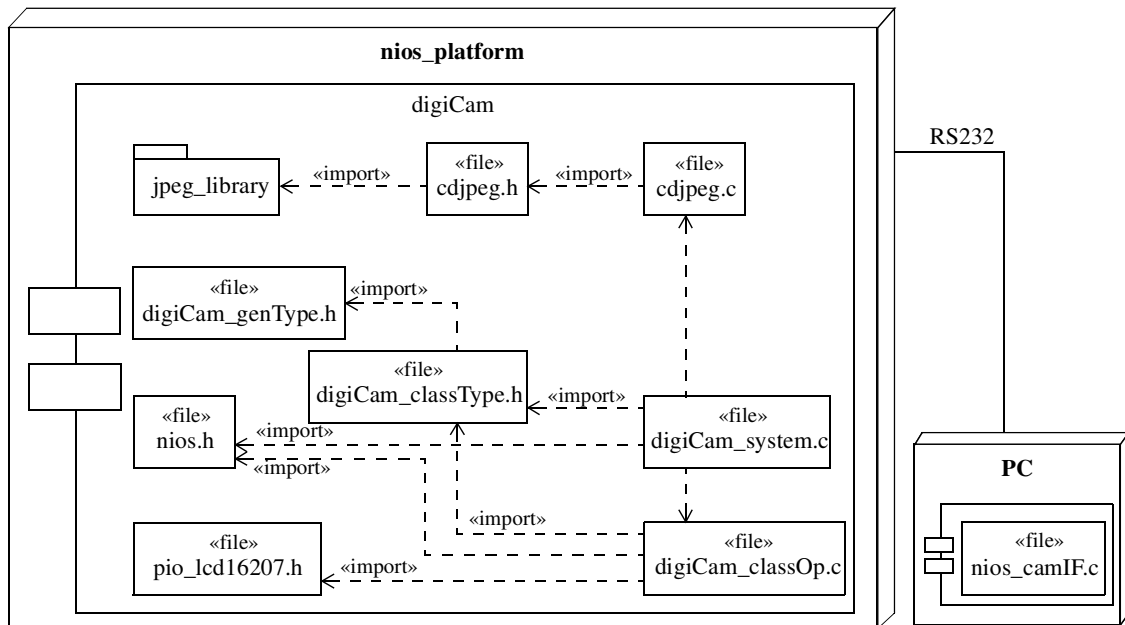 nios_platform
digiCam
RS232
jpeg_library
«import»
«file»
cdjpeg.h
«import»
«file»
cdjpeg.c
«file»
digiCam_genType.h
«import»
«file»
digiCam_classType.h
«import»
«file»
nios.h
«import»
«import»
«file»
digiCam_system.c
«file»
pio_lcd16207.h
«import»
«import»
«file»
digiCam_classOp.c
PC
«file»
nios_camIF.c